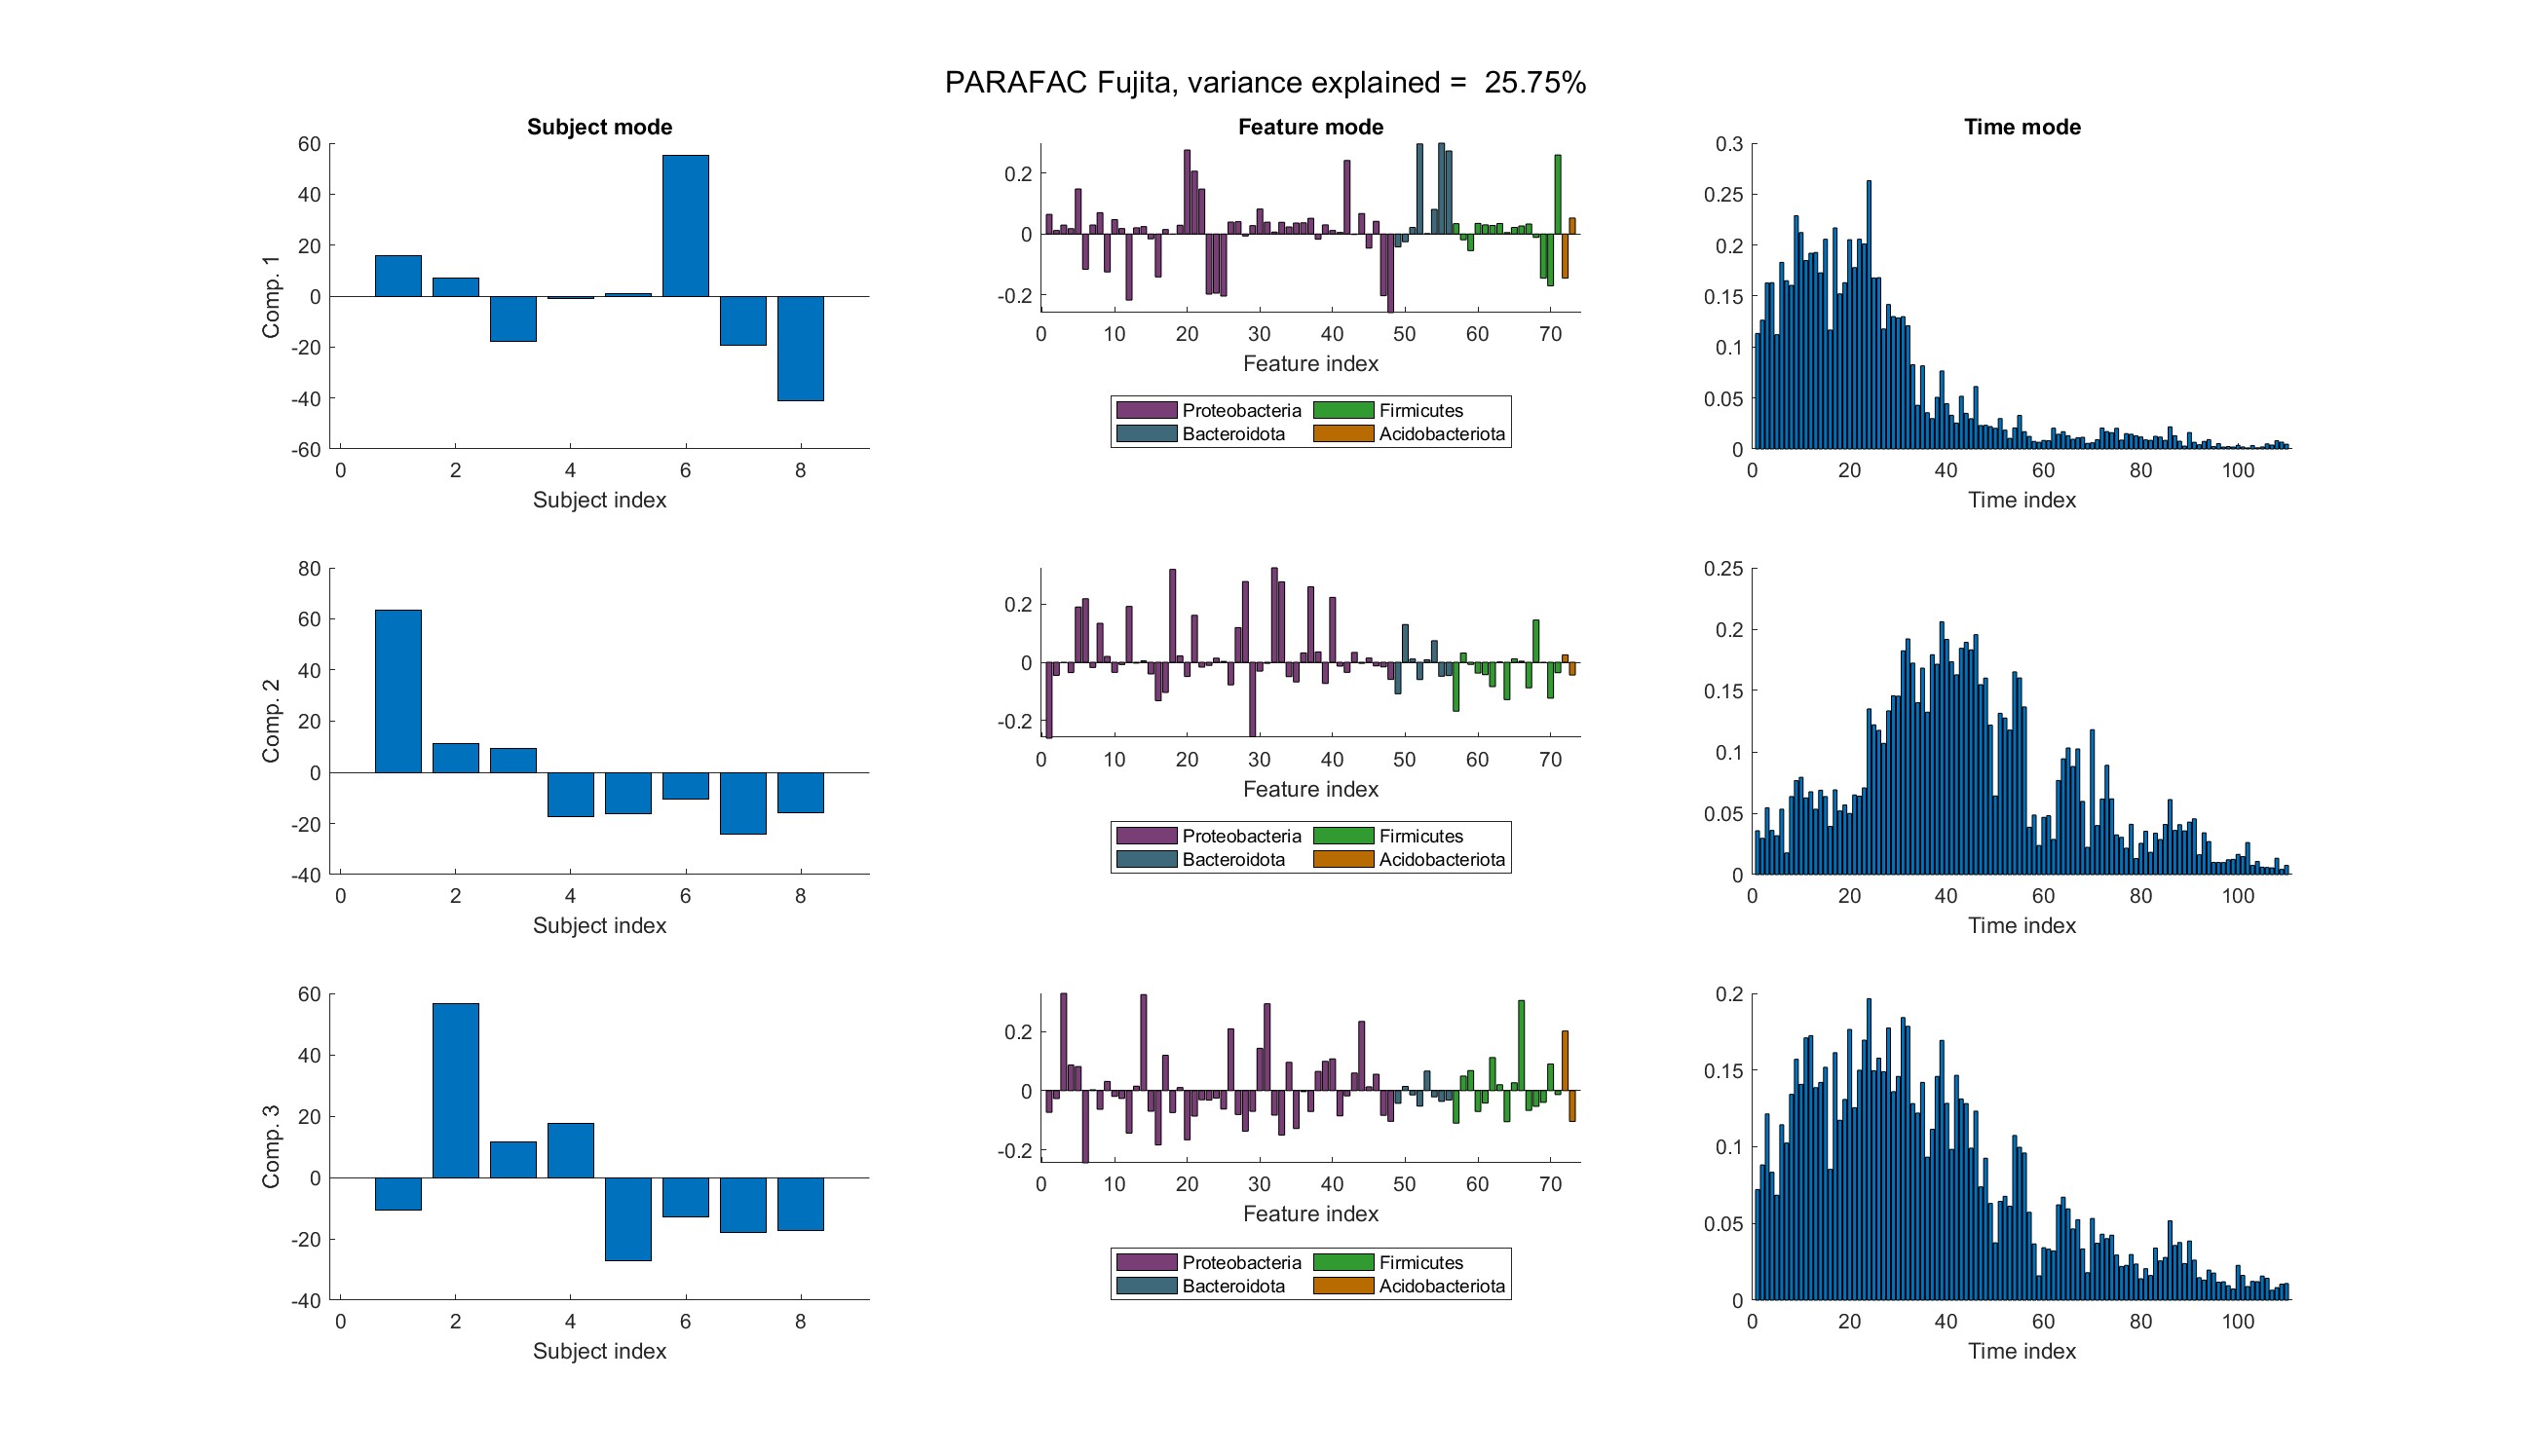 PARAFAC Fujita, variance explained =  25.75%
Subject mode
Feature mode
Time mode
Comp. 1
60
40
20
0
-20
-40
-60
0 2 4 6 8
Subject index
0.2
0
-0.2
0 10 20 30 40 50 60 70
Feature index
Proteobacteria Firmicutes
Bacteroidota Acidobacteriota
0.3
0.25
0.2
0.15
0.1
0.05
0
0 20 40 60 80 100
Time index
Comp. 2
80
60
40
20
0
-20
-40
0 2 4 6 8
Subject index
0.2
0
-0.2
0 10 20 30 40 50 60 70
Feature index
Proteobacteria Firmicutes
Bacteroidota Acidobacteriota
0.25
0.2
0.15
0.1
0.05
0
0 20 40 60 80 100
Time index
Comp. 3
60
40
20
0
-20
-40
0 2 4 6 8
Subject index
0.2
0
-0.2
0 10 20 30 40 50 60 70
Feature index
Proteobacteria Firmicutes
Bacteroidota Acidobacteriota
0.2
0.15
0.1
0.05
0
0 20 40 60 80 100
Time index